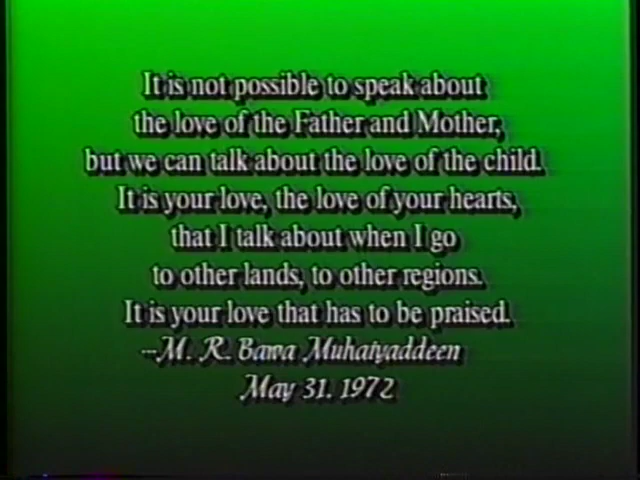 It is not possible to speak about
the love of the Father and Mother,
but we can talk about the love of the child.
It is your love, the love of your hearts,
that I talk about when I go
to other lands, to other regions.
It is your love that has to be praised.
--M. R. Bawa Muhaiyaddeen
May 31. 1972